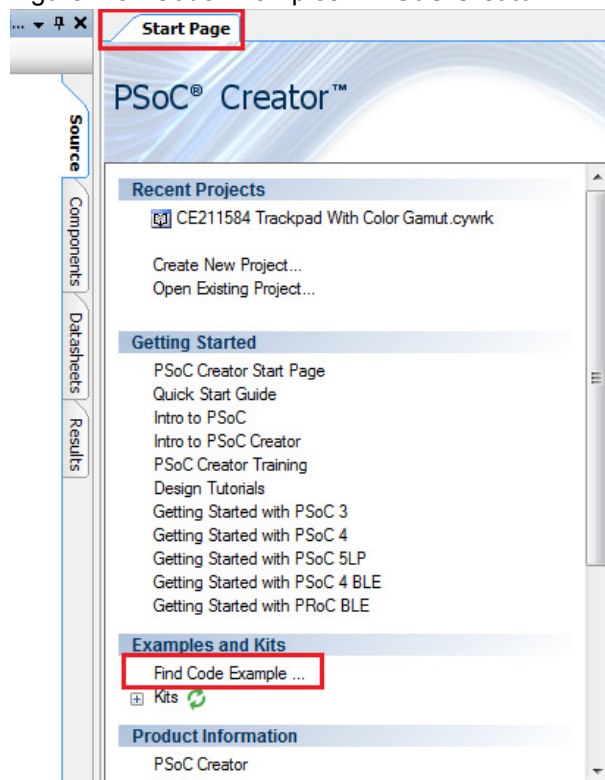 Start Page
PSoC® Creator™
Source
Components
Datasheets
Results
Recent Projects
CE211584 Trackpad With Color Gamut.cywrk
Create New Project...
Open Existing Project...
Getting Started
PSoC Creator Start Page
Quick Start Guide
Intro to PSoC
Intro to PSoC Creator
PSoC Creator Training
Design Tutorials
Getting Started with PSoC 3
Getting Started with PSoC 4
Getting Started with PSoC 5LP
Getting Started with PSoC 4 BLE
Getting Started with PRoC BLE
Examples and Kits
Find Code Example ...
Kits
Product Information
PSoC Creator